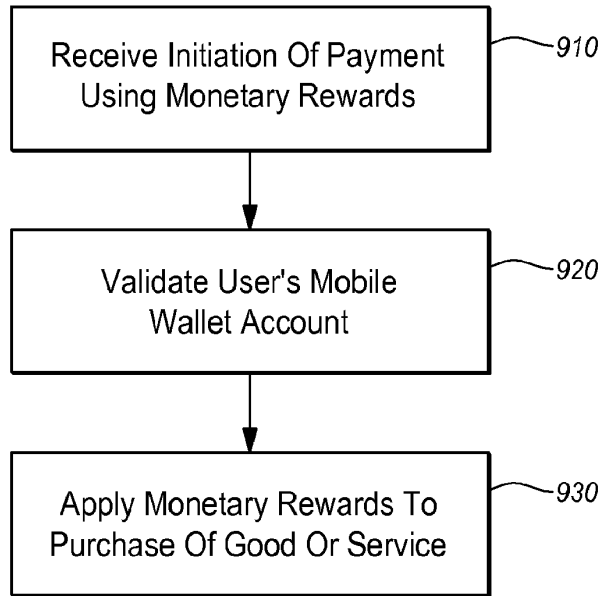 Receive Initiation Of Payment
Using Monetary Rewards
910
Validate User's Mobile
Wallet Account
920
Apply Monetary Rewards To
Purchase Of Good Or Service
930